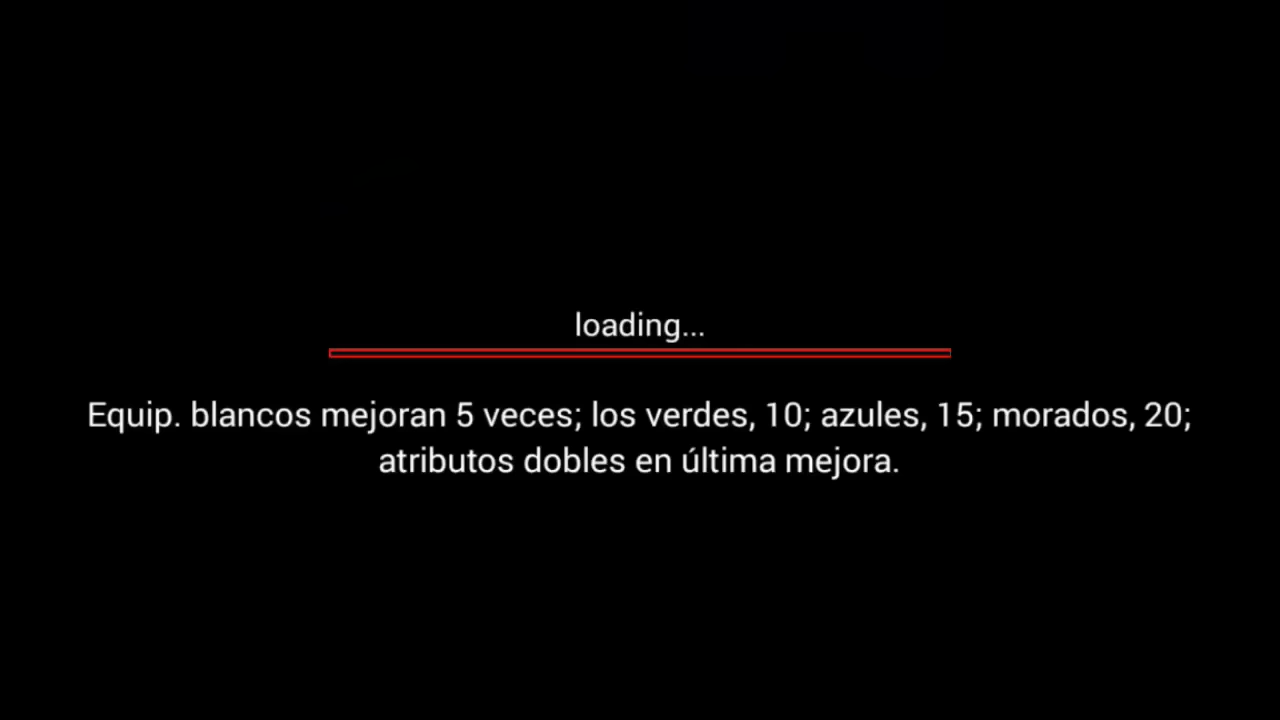 loading...
Equip. blancos mejoran 5 veces; los verdes, 10; azules, 15; morados, 20;
atributos dobles en última mejora.